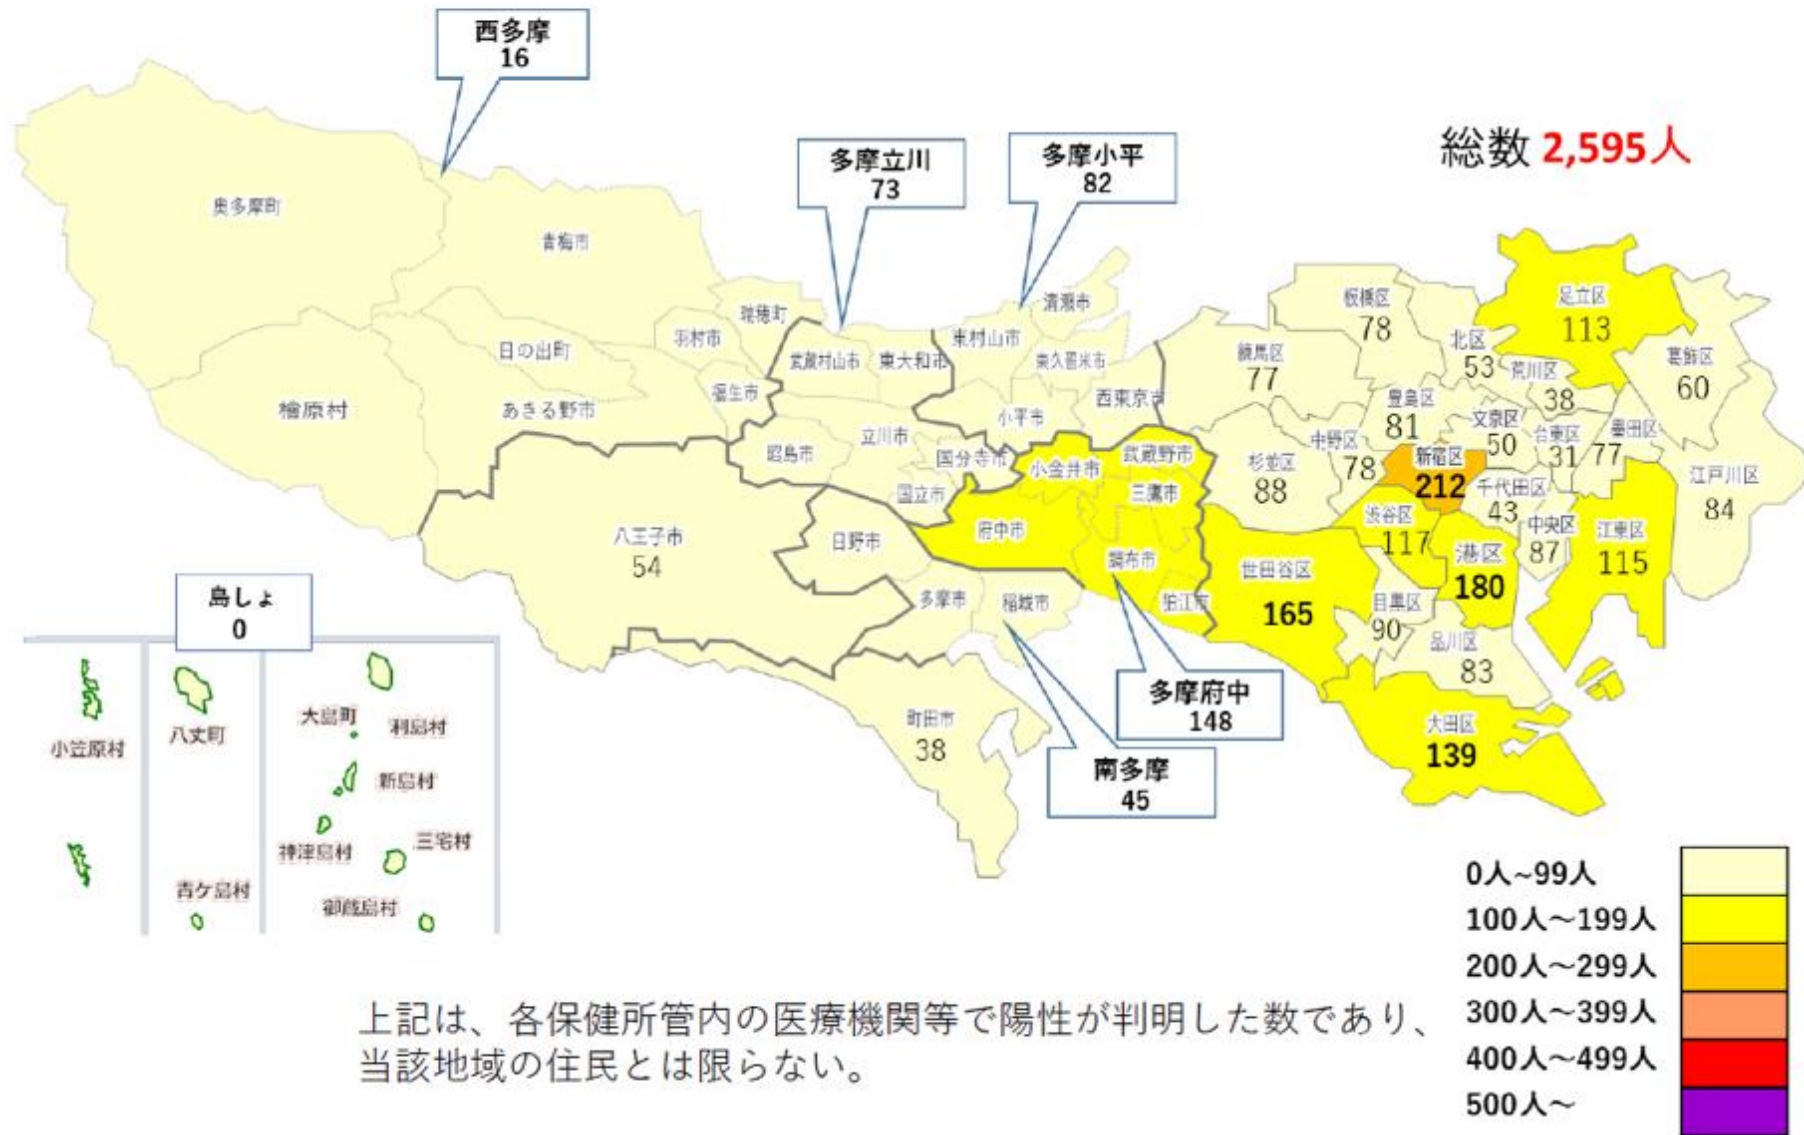 西多摩
16
多摩立川
73
多摩小平
82
総数 2,595人
奥多摩町
青梅市
瑞穂町
羽村市
日の出町
福生市
檜原村
あきる野市
武蔵村山市
東大和市
東村山市
清瀬市
東久留米市
西東京市
小平市
立川市
昭島市
国分寺市
国立市
小金井市
武蔵野市
三鷹市
府中市
調布市
狛江市
八王子市
54
日野市
多摩市
稲城市
町田市
38
多摩府中
148
南多摩
45
板橋区
78
北区
53
足立区
113
葛飾区
60
練馬区
77
荒川区
38
豊島区
81
文京区
50
台東区
31
墨田区
77
中野区
78
杉並区
88
新宿区
212
千代田区
43
江戸川区
84
渋谷区
117
中央区
87
江東区
115
港区
180
世田谷区
165
目黒区
90
品川区
83
大田区
139
島しょ
0
小笠原村
八丈町
青ケ島村
大島町
利島村
新島村
神津島村
三宅村
御蔵島村
0人~99人
100人～199人
200人～299人
300人～399人
400人～499人
500人～
上記は、各保健所管内の医療機関等で陽性が判明した数であり、
当該地域の住民とは限らない。